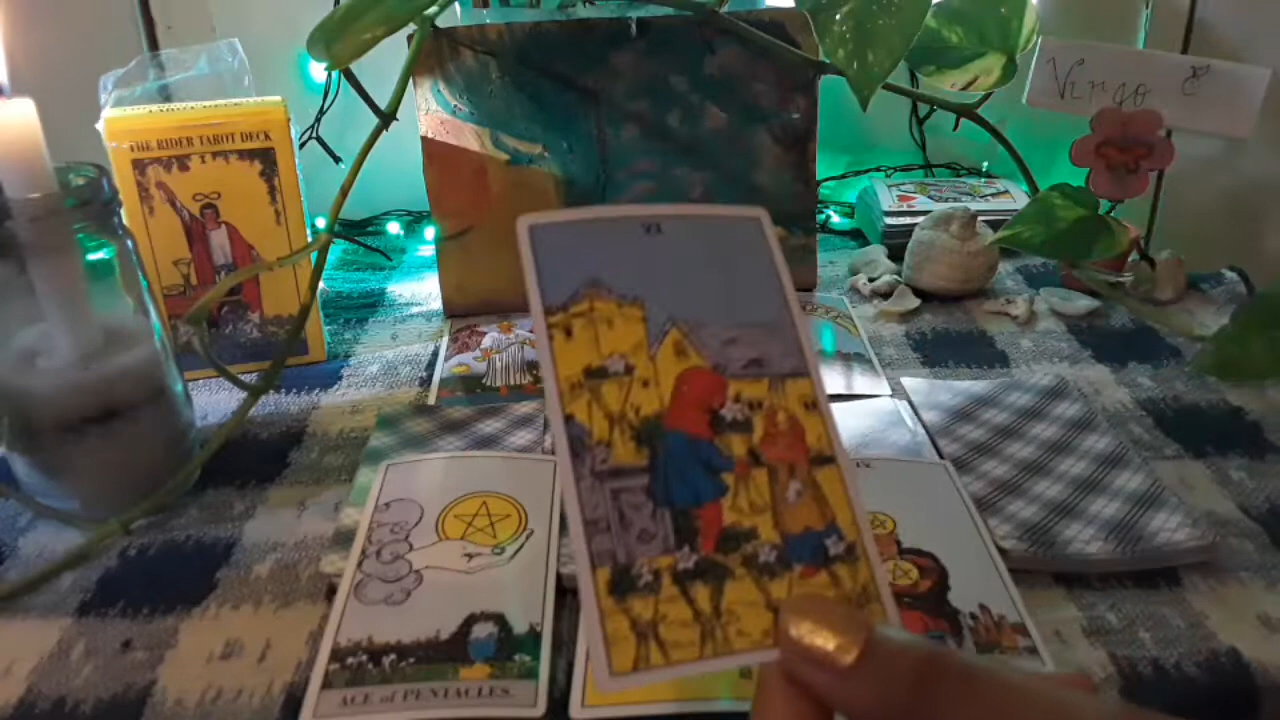 THE RIDER TAROT DECK
I
Virgo
VI
ACE of PENTACLES.